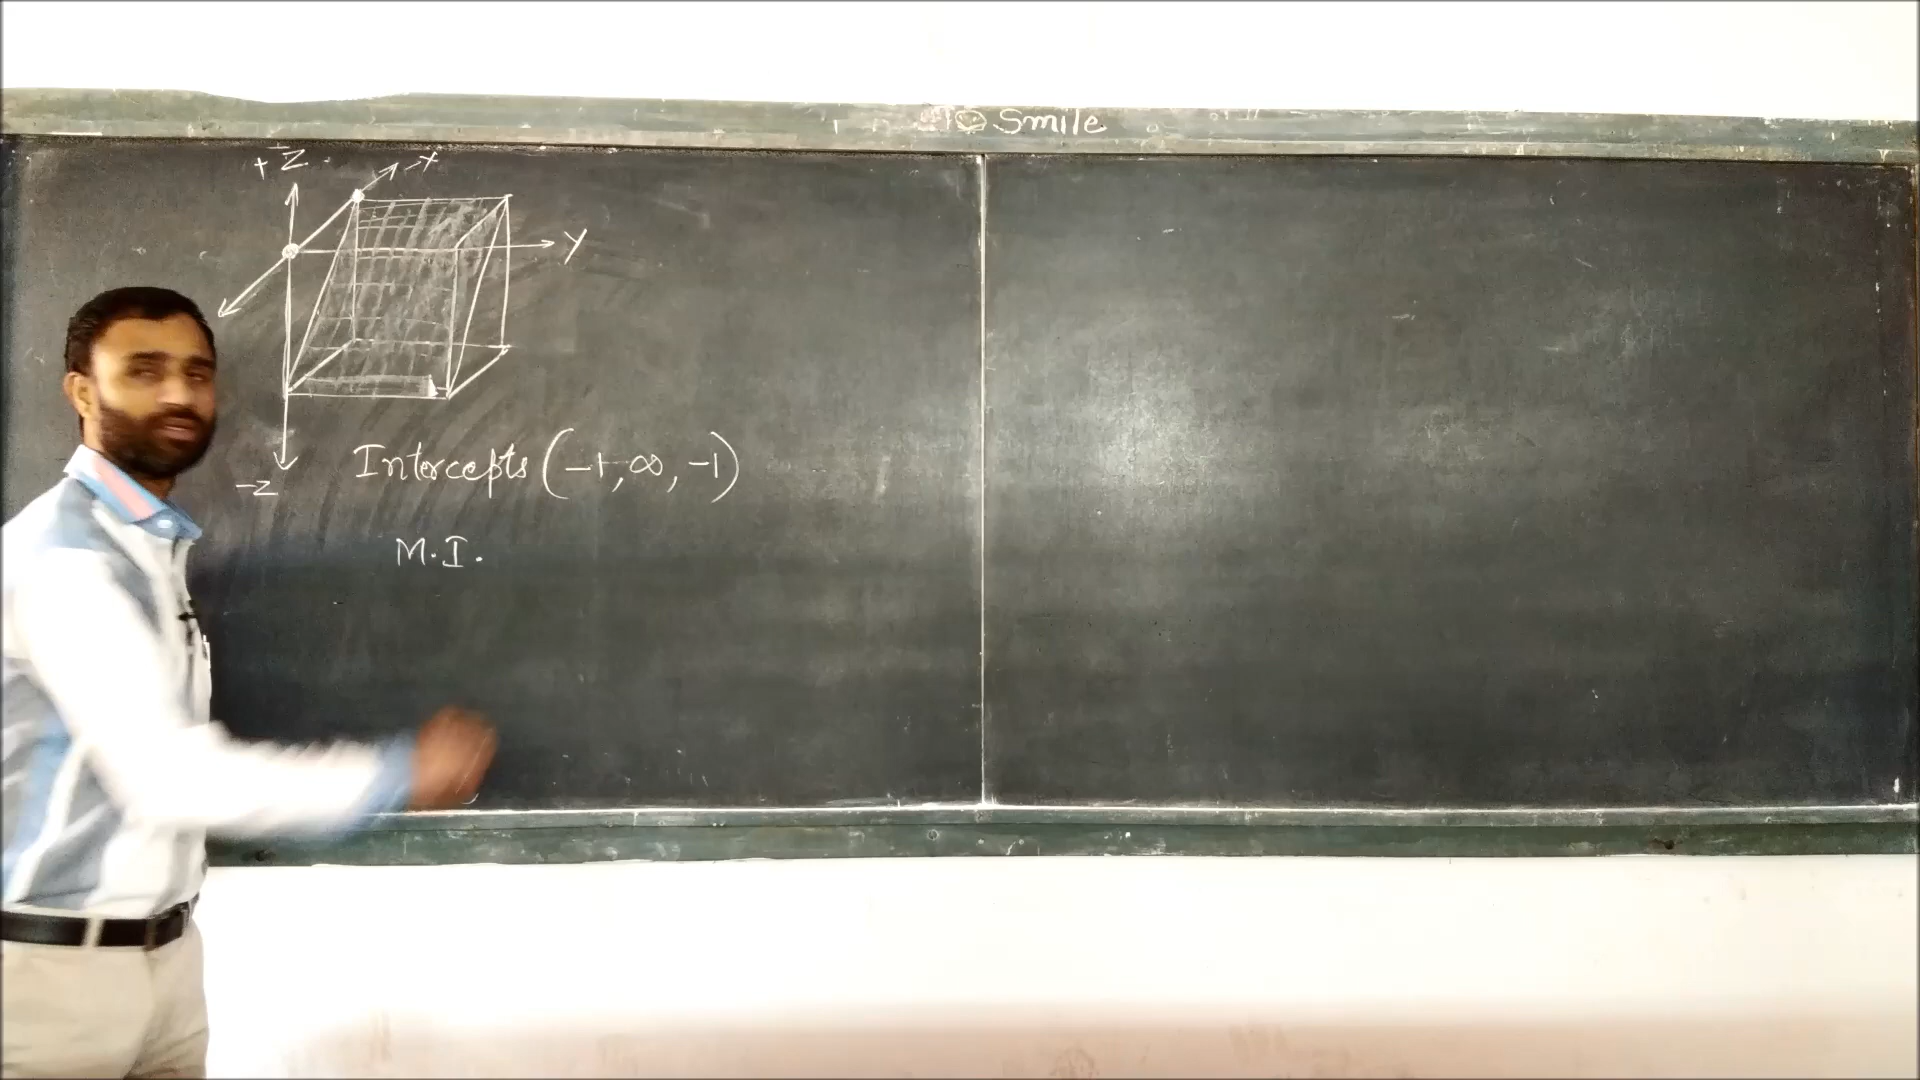 ☺ Smile
+Z
-x
y
-z
Intercepts (-1, ∞, -1)
M.I.